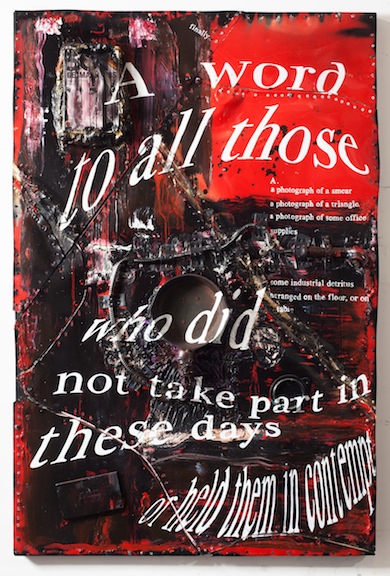 finally
A word
to all those
A.
a photograph of a smear
a photograph of a triangle
a photograph of some office
supplies
some industrial detritus
arranged on the floor, or on
who did
not take part in
these days
or held them in contempt